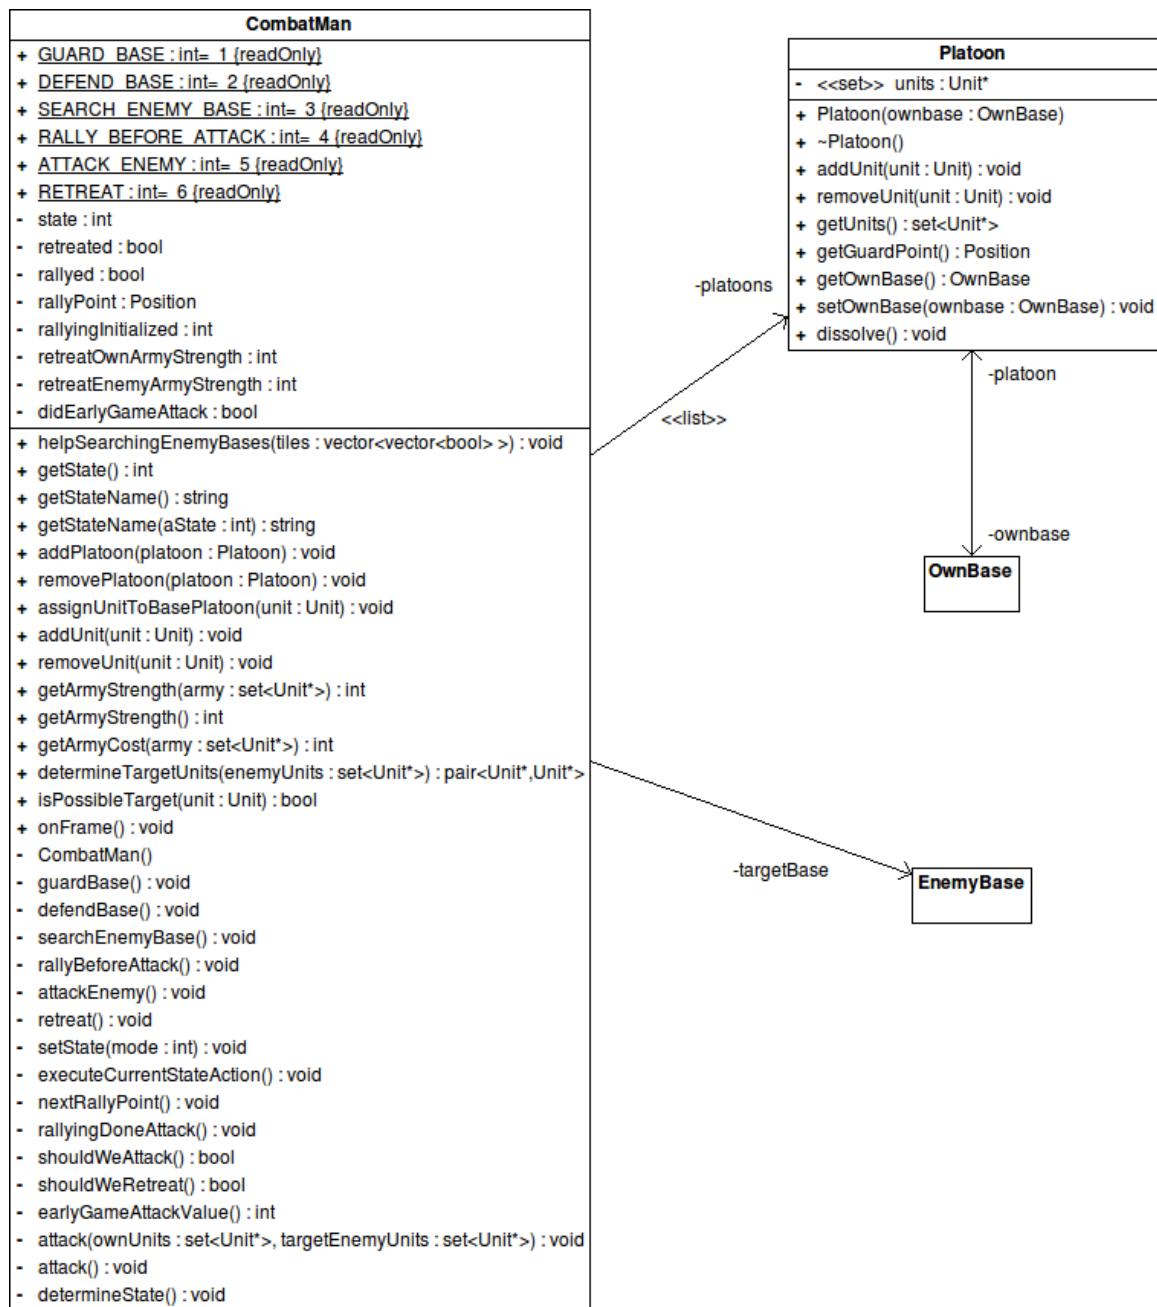 CombatMan
+ GUARD_BASE : int= 1 {readOnly}
+ DEFEND_BASE : int= 2 {readOnly}
+ SEARCH_ENEMY_BASE : int= 3 {readOnly}
+ RALLY_BEFORE_ATTACK : int= 4 {readOnly}
+ ATTACK_ENEMY : int= 5 {readOnly}
+ RETREAT : int= 6 {readOnly}
- state : int
- retreated : bool
- rallyed : bool
- rallyPoint : Position
- rallyingInitialized : int
- retreatOwnArmyStrength : int
- retreatEnemyArmyStrength : int
- didEarlyGameAttack : bool
+ helpSearchingEnemyBases(tiles : vector<vector<bool> >) : void
+ getState() : int
+ getStateName() : string
+ getStateName(aState : int) : string
+ addPlatoon(platoon : Platoon) : void
+ removePlatoon(platoon : Platoon) : void
+ assignUnitToBasePlatoon(unit : Unit) : void
+ addUnit(unit : Unit) : void
+ removeUnit(unit : Unit) : void
+ getArmyStrength(army : set<Unit*>) : int
+ getArmyStrength() : int
+ getArmyCost(army : set<Unit*>) : int
+ determineTargetUnits(enemyUnits : set<Unit*>) : pair<Unit*,Unit*>
+ isPossibleTarget(unit : Unit) : bool
+ onFrame() : void
- CombatMan()
- guardBase() : void
- defendBase() : void
- searchEnemyBase() : void
- rallyBeforeAttack() : void
- attackEnemy() : void
- retreat() : void
- setState(mode : int) : void
- executeCurrentStateAction() : void
- nextRallyPoint() : void
- rallyingDoneAttack() : void
- shouldWeAttack() : bool
- shouldWeRetreat() : bool
- earlyGameAttackValue() : int
- attack(ownUnits : set<Unit*>, targetEnemyUnits : set<Unit*>) : void
- attack() : void
- determineState() : void
Platoon
- <<set>> units : Unit*
+ Platoon(ownbase : OwnBase)
+ ~Platoon()
+ addUnit(unit : Unit) : void
+ removeUnit(unit : Unit) : void
+ getUnits() : set<Unit*>
+ getGuardPoint() : Position
+ getOwnBase() : OwnBase
+ setOwnBase(ownbase : OwnBase) : void
+ dissolve() : void
-platoons
<<list>>
-platoon
-ownbase
OwnBase
-targetBase
EnemyBase